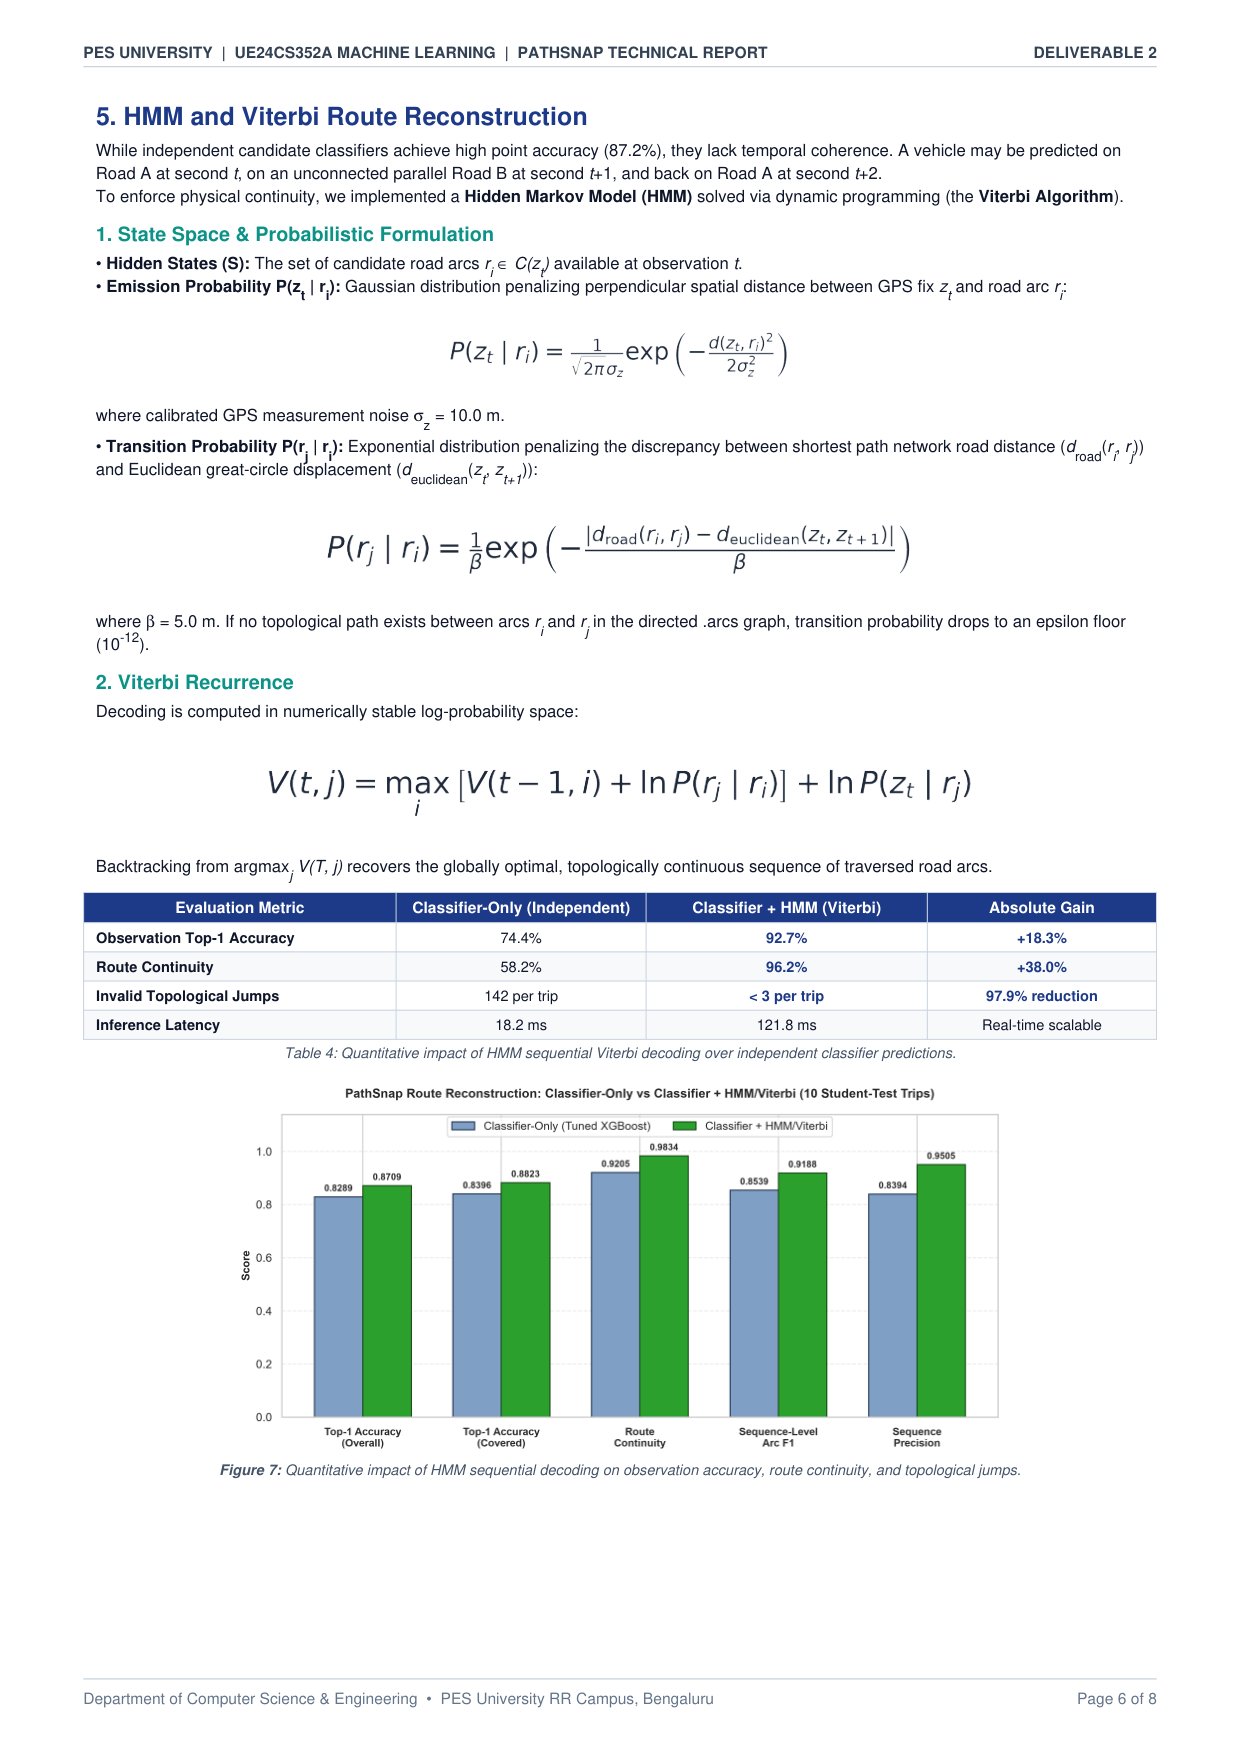 PES UNIVERSITY | UE24CS352A MACHINE LEARNING | PATHSNAP TECHNICAL REPORT DELIVERABLE 2
5. HMM and Viterbi Route Reconstruction
While independent candidate classifiers achieve high point accuracy (87.2%), they lack temporal coherence. A vehicle may be predicted on
Road A at second t, on an unconnected parallel Road B at second t+1, and back on Road A at second t+2.
To enforce physical continuity, we implemented a Hidden Markov Model (HMM) solved via dynamic programming (the Viterbi Algorithm).
1. State Space & Probabilistic Formulation
• Hidden States (S): The set of candidate road arcs r_i ∈ C(z_t) available at observation t.
• Emission Probability P(z_t | r_i): Gaussian distribution penalizing perpendicular spatial distance between GPS fix z_t and road arc r_i:
P(z_t | r_i) = 1/(√2π σ_z) exp(−d(z_t, r_i)²/(2σ_z²))
where calibrated GPS measurement noise σ_z = 10.0 m.
• Transition Probability P(r_j | r_i): Exponential distribution penalizing the discrepancy between shortest path network road distance (d_road(r_i, r_j))
and Euclidean great-circle displacement (d_euclidean(z_t, z_t+1)):
P(r_j | r_i) = 1/β exp(−|d_road(r_i, r_j) − d_euclidean(z_t, z_t+1)|/β)
where β = 5.0 m. If no topological path exists between arcs r_i and r_j in the directed .arcs graph, transition probability drops to an epsilon floor
(10^-12).
2. Viterbi Recurrence
Decoding is computed in numerically stable log-probability space:
V(t, j) = max_i [V(t − 1, i) + ln P(r_j | r_i)] + ln P(z_t | r_j)
Backtracking from argmax_j V(T, j) recovers the globally optimal, topologically continuous sequence of traversed road arcs.
Evaluation Metric Classifier-Only (Independent) Classifier + HMM (Viterbi) Absolute Gain
Observation Top-1 Accuracy 74.4% 92.7% +18.3%
Route Continuity 58.2% 96.2% +38.0%
Invalid Topological Jumps 142 per trip < 3 per trip 97.9% reduction
Inference Latency 18.2 ms 121.8 ms Real-time scalable
Table 4: Quantitative impact of HMM sequential Viterbi decoding over independent classifier predictions.
PathSnap Route Reconstruction: Classifier-Only vs Classifier + HMM/Viterbi (10 Student-Test Trips)
Classifier-Only (Tuned XGBoost) Classifier + HMM/Viterbi
Score
1.0
0.8
0.6
0.4
0.2
0.0
0.8289 0.8709 0.8396 0.8823 0.9205 0.9834 0.8539 0.9188 0.8394 0.9505
Top-1 Accuracy Top-1 Accuracy Route Sequence-Level Sequence
(Overall) (Covered) Continuity Arc F1 Precision
Figure 7: Quantitative impact of HMM sequential decoding on observation accuracy, route continuity, and topological jumps.
Department of Computer Science & Engineering • PES University RR Campus, Bengaluru Page 6 of 8